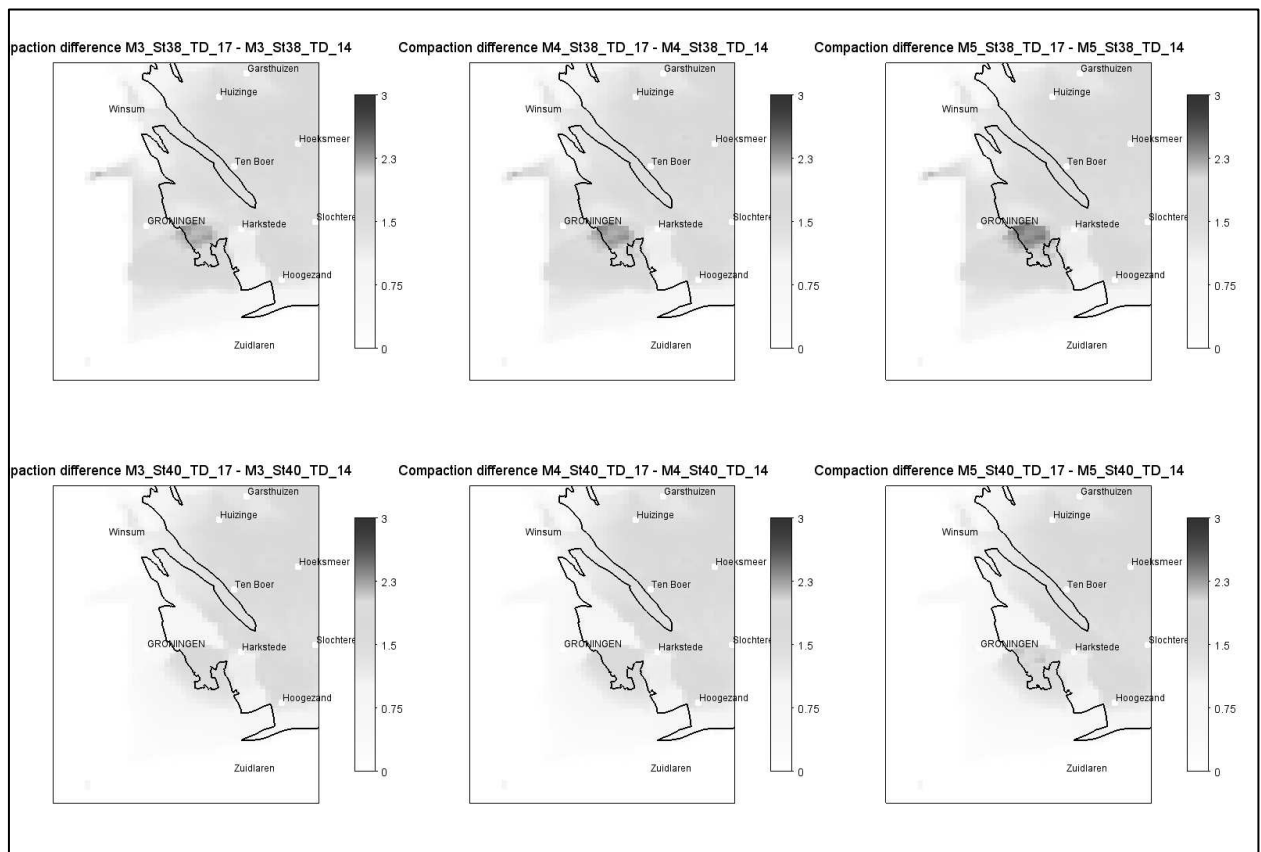 paction difference M3_St38_TD_17 - M3_St38_TD_14
Garsthuizen
Huizinge
Winsum
Hoeksmeer
Ten Boer
GRONINGEN
Slochtere
Harkstede
Hoogezand
Zuidlaren
3
2.3
1.5
0.75
0
Compaction difference M4_St38_TD_17 - M4_St38_TD_14
Garsthuizen
Huizinge
Winsum
Hoeksmeer
Ten Boer
GRONINGEN
Slochtere
Harkstede
Hoogezand
Zuidlaren
3
2.3
1.5
0.75
0
Compaction difference M5_St38_TD_17 - M5_St38_TD_14
Garsthuizen
Huizinge
Winsum
Hoeksmeer
Ten Boer
GRONINGEN
Slochtere
Harkstede
Hoogezand
Zuidlaren
3
2.3
1.5
0.75
0
paction difference M3_St40_TD_17 - M3_St40_TD_14
Garsthuizen
Huizinge
Winsum
Hoeksmeer
Ten Boer
GRONINGEN
Slochtere
Harkstede
Hoogezand
Zuidlaren
3
2.3
1.5
0.75
0
Compaction difference M4_St40_TD_17 - M4_St40_TD_14
Garsthuizen
Huizinge
Winsum
Hoeksmeer
Ten Boer
GRONINGEN
Slochtere
Harkstede
Hoogezand
Zuidlaren
3
2.3
1.5
0.75
0
Compaction difference M5_St40_TD_17 - M5_St40_TD_14
Garsthuizen
Huizinge
Winsum
Hoeksmeer
Ten Boer
GRONINGEN
Slochtere
Harkstede
Hoogezand
Zuidlaren
3
2.3
1.5
0.75
0